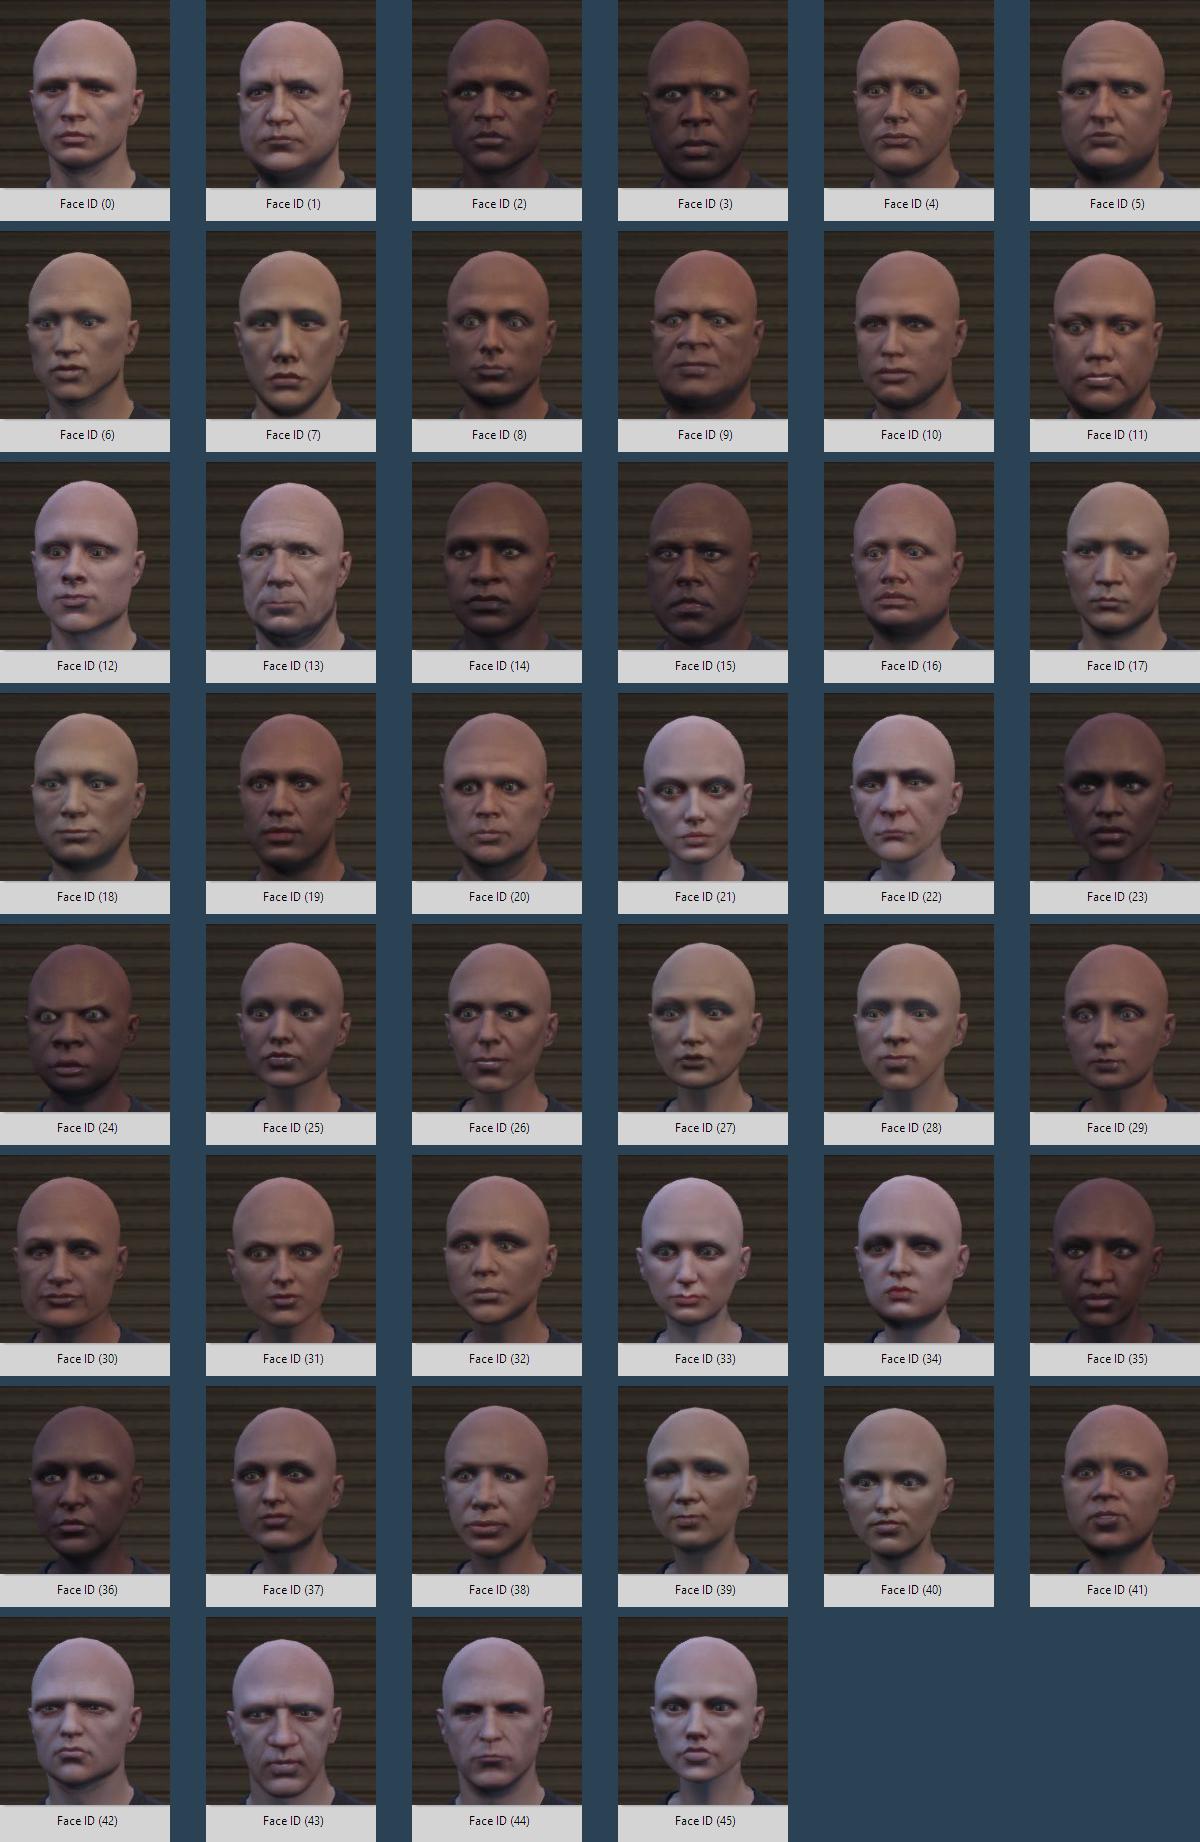 Face ID (0)
Face ID (1)
Face ID (2)
Face ID (3)
Face ID (4)
Face ID (5)
Face ID (6)
Face ID (7)
Face ID (8)
Face ID (9)
Face ID (10)
Face ID (11)
Face ID (12)
Face ID (13)
Face ID (14)
Face ID (15)
Face ID (16)
Face ID (17)
Face ID (18)
Face ID (19)
Face ID (20)
Face ID (21)
Face ID (22)
Face ID (23)
Face ID (24)
Face ID (25)
Face ID (26)
Face ID (27)
Face ID (28)
Face ID (29)
Face ID (30)
Face ID (31)
Face ID (32)
Face ID (33)
Face ID (34)
Face ID (35)
Face ID (36)
Face ID (37)
Face ID (38)
Face ID (39)
Face ID (40)
Face ID (41)
Face ID (42)
Face ID (43)
Face ID (44)
Face ID (45)